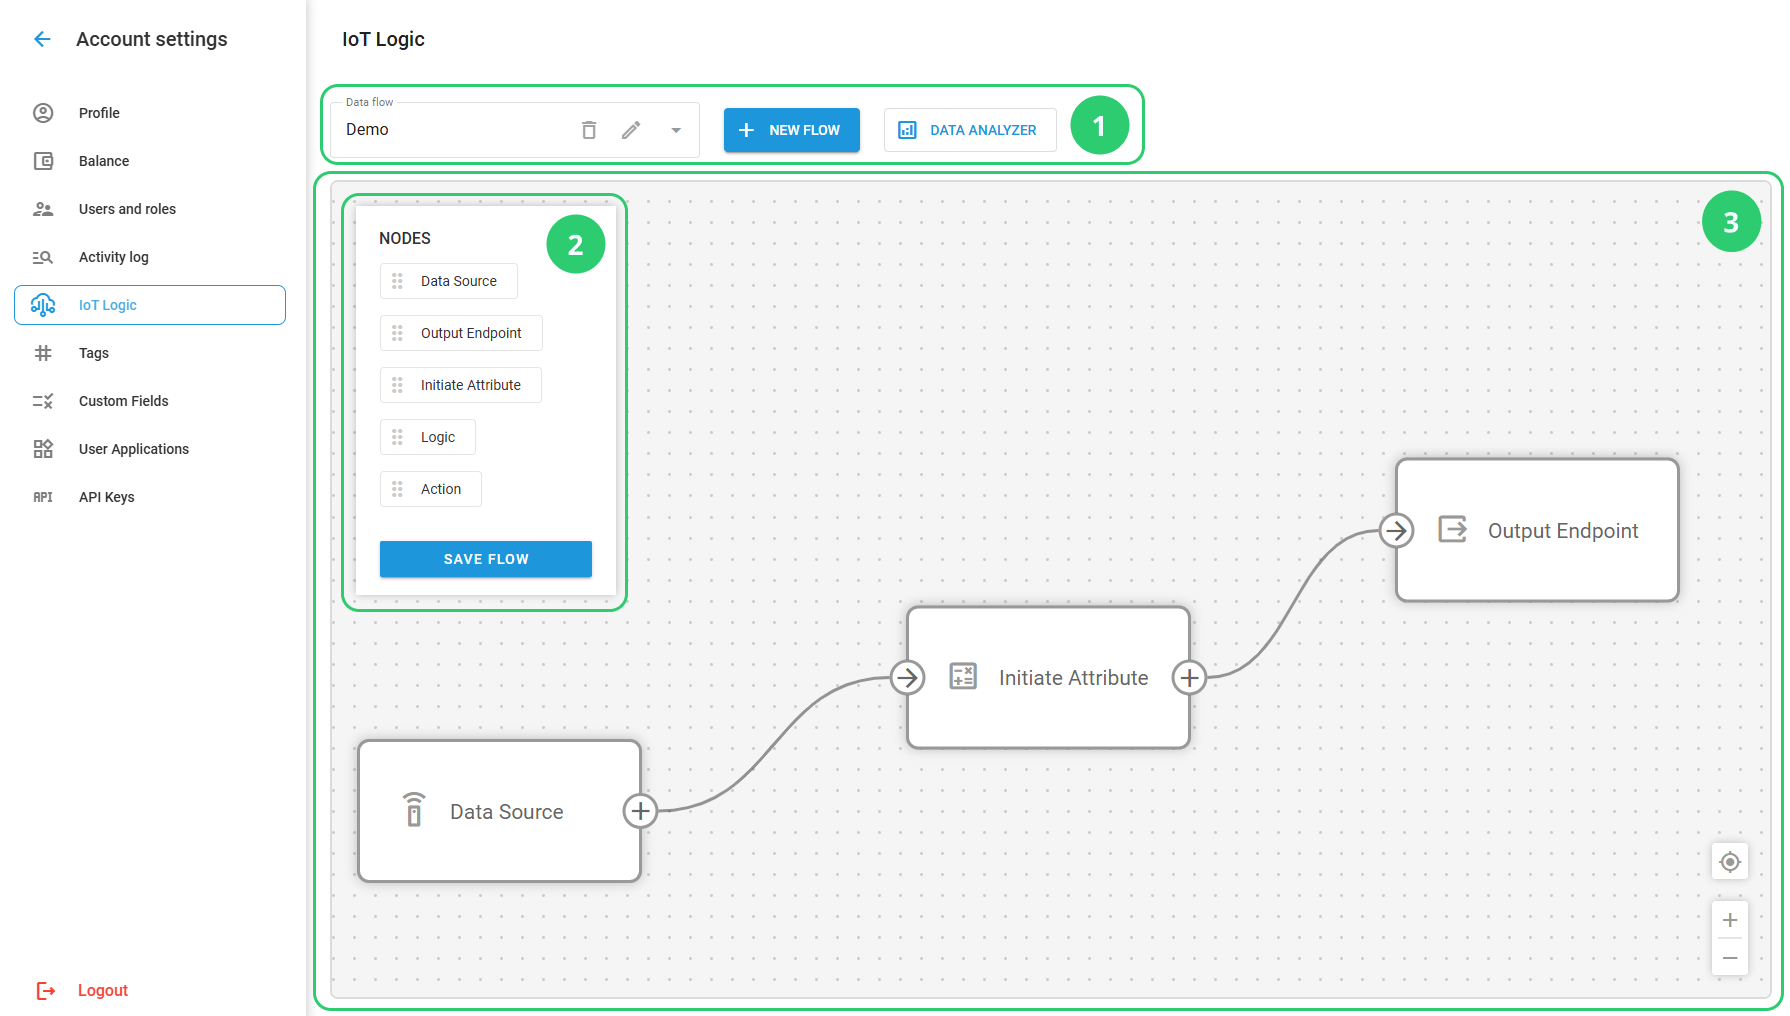 Account settings
Profile
Balance
Users and roles
Activity log
IoT Logic
Tags
Custom Fields
User Applications
API
API Keys
Logout
IoT Logic
Data flow
Demo
NEW FLOW
DATA ANALYZER
1
2
3
NODES
Data Source
Output Endpoint
Initiate Attribute
Logic
Action
SAVE FLOW
Output Endpoint
Initiate Attribute
Data Source